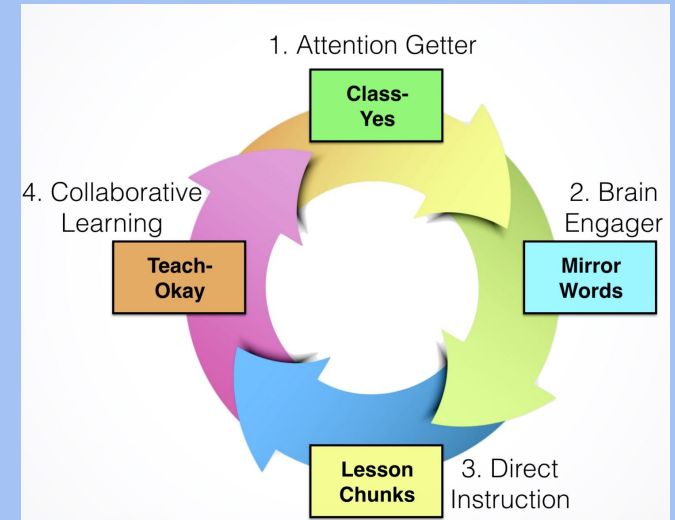 1. Attention Getter
Class-
Yes
2. Brain
Engager
Mirror
Words
3. Direct
Instruction
Lesson
Chunks
4. Collaborative
Learning
Teach-
Okay